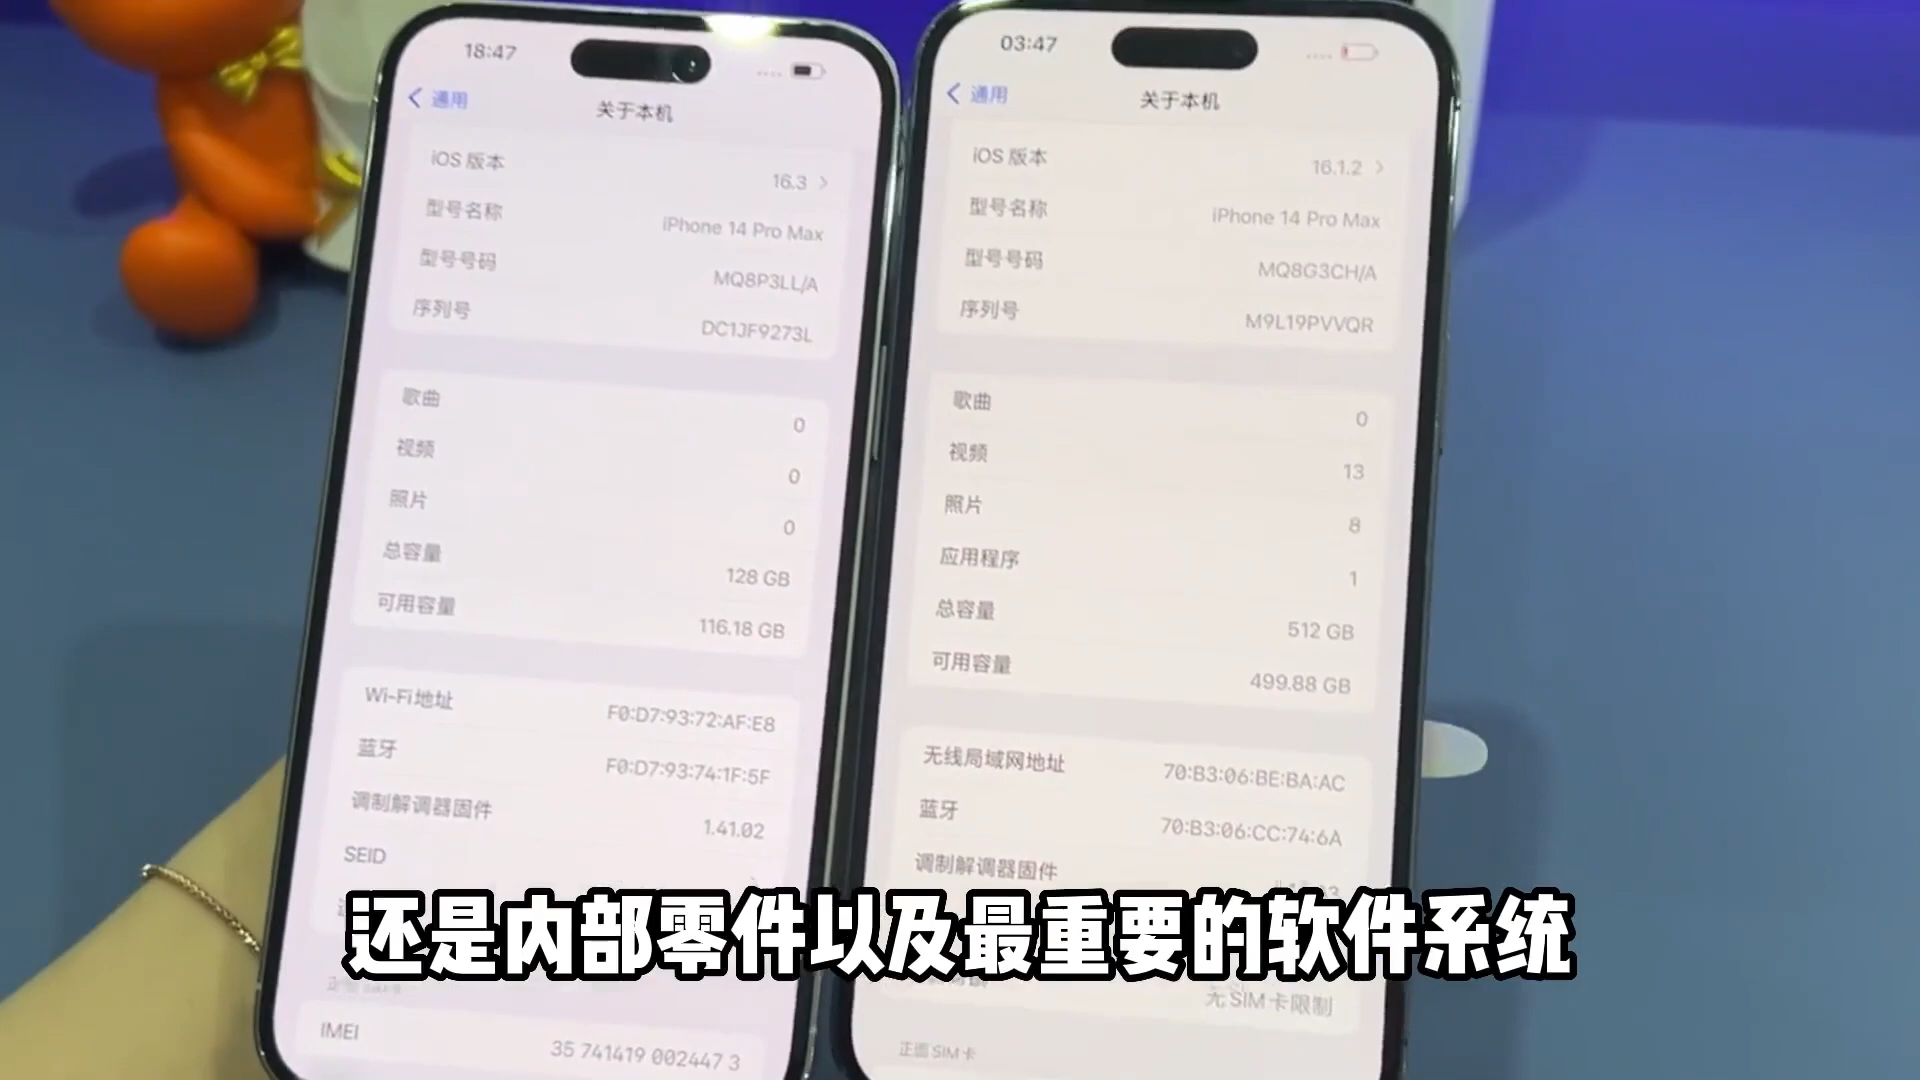 18:47
通用
关于本机
iOS 版本
16.3
型号名称
iPhone 14 Pro Max
型号号码
MQ8P3LL/A
序列号
DC1JF9273L
歌曲
0
视频
0
照片
0
总容量
128 GB
可用容量
116.18 GB
Wi-Fi地址
F0:D7:93:72:AF:E8
蓝牙
F0:D7:93:74:1F:5F
调制解调器固件
1.41.02
SEID
IMEI
35 741419 002447 3
03:47
通用
关于本机
iOS 版本
16.1.2
型号名称
iPhone 14 Pro Max
型号号码
MQ8G3CH/A
序列号
M9L19PVVQR
歌曲
0
视频
13
照片
8
应用程序
1
总容量
512 GB
可用容量
499.88 GB
无线局域网地址
70:B3:06:BE:BA:AC
蓝牙
70:B3:06:CC:74:6A
调制解调器固件
无 SIM 卡限制
正面 SIM 卡
还是内部零件以及最重要的软件系统